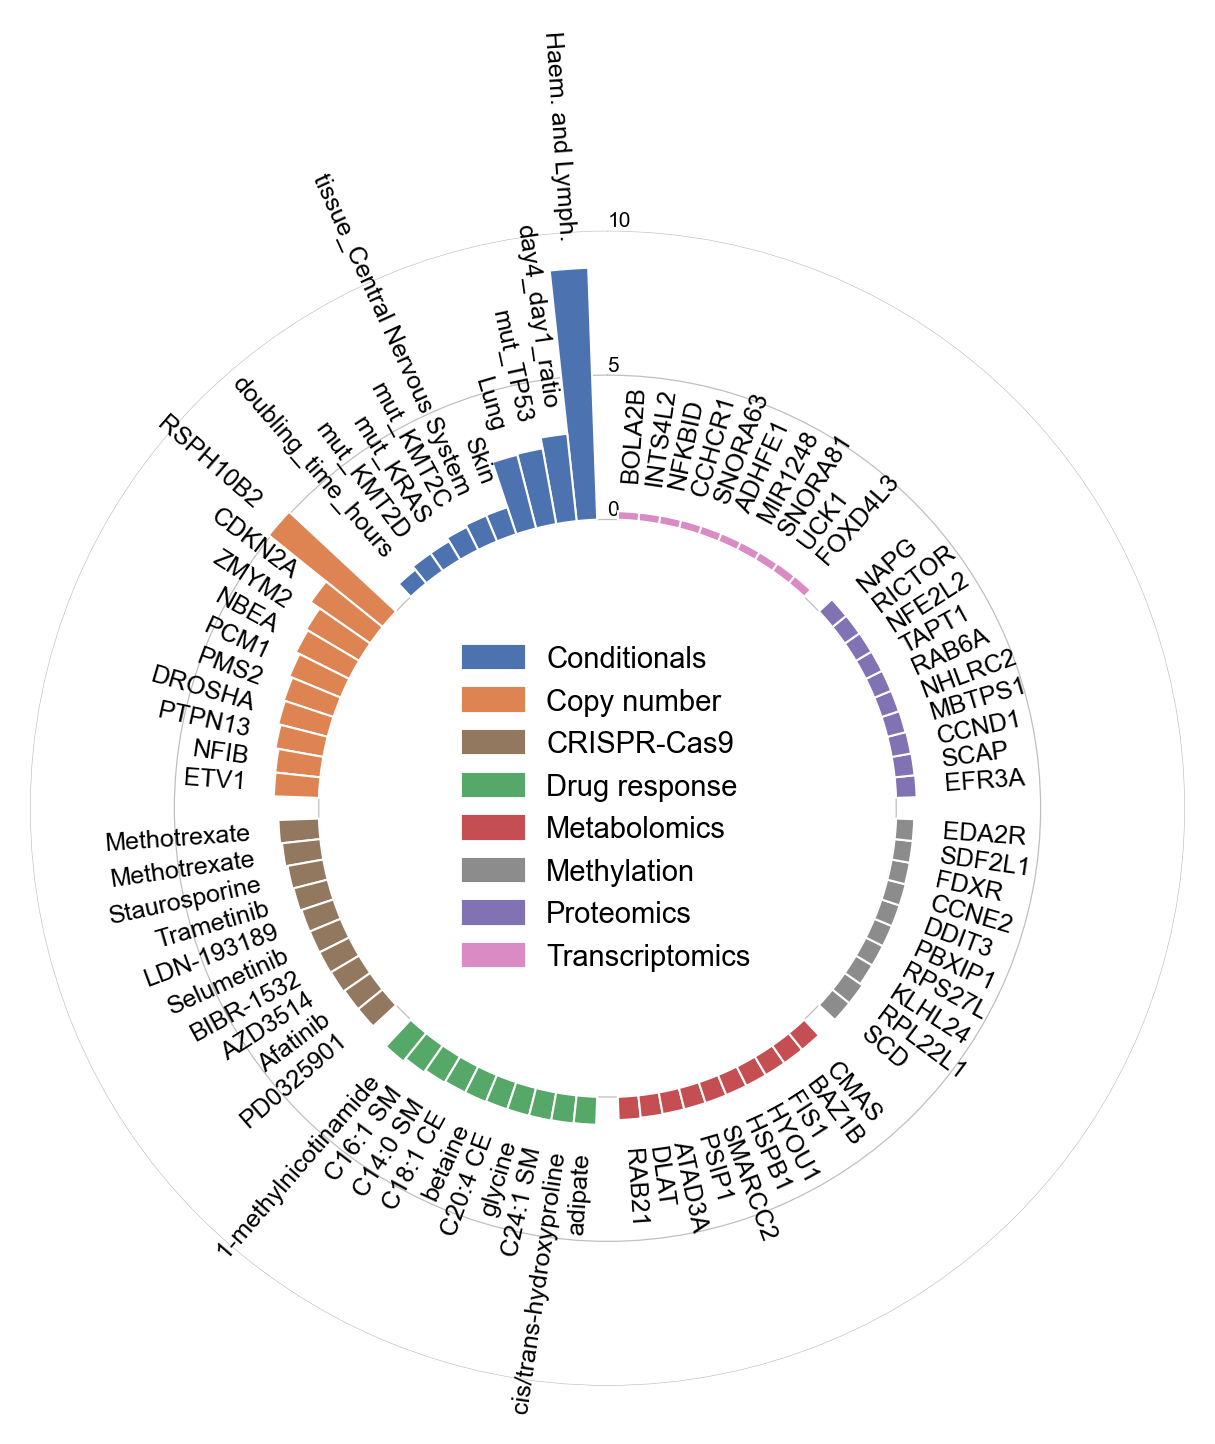 Haem. and Lymph.
day4_day1_ratio
mut_TP53
Lung
Skin
tissue_Central Nervous System
mut_KMT2C
mut_KRAS
mut_KMT2D
doubling_time_hours
RSPH10B2
CDKN2A
ZMYM2
NBEA
PCM1
PMS2
DROSHA
PTPN13
NFIB
ETV1
Methotrexate
Methotrexate
Staurosporine
Trametinib
LDN-193189
Selumetinib
BIBR-1532
AZD3514
Afatinib
PD0325901
1-methylnicotinamide
C16:1 SM
C14:0 SM
C18:1 CE
betaine
C20:4 CE
glycine
C24:1 SM
cis/trans-hydroxyproline
adipate
RAB21
DLAT
ATAD3A
PSIP1
SMARCC2
HSPB1
HYOU1
FIS1
BAZ1B
CMAS
SCD
RPL22L1
KLHL24
RPS27L
PBXIP1
DDIT3
CCNE2
FDXR
SDF2L1
EDA2R
EFR3A
SCAP
CCND1
MBTPS1
NHLRC2
RAB6A
TAPT1
NFE2L2
RICTOR
NAPG
FOXD4L3
UCK1
SNORA81
MIR1248
ADHFE1
SNORA63
CCHCR1
NFKBID
INTS4L2
BOLA2B
10
5
0
Conditionals
Copy number
CRISPR-Cas9
Drug response
Metabolomics
Methylation
Proteomics
Transcriptomics